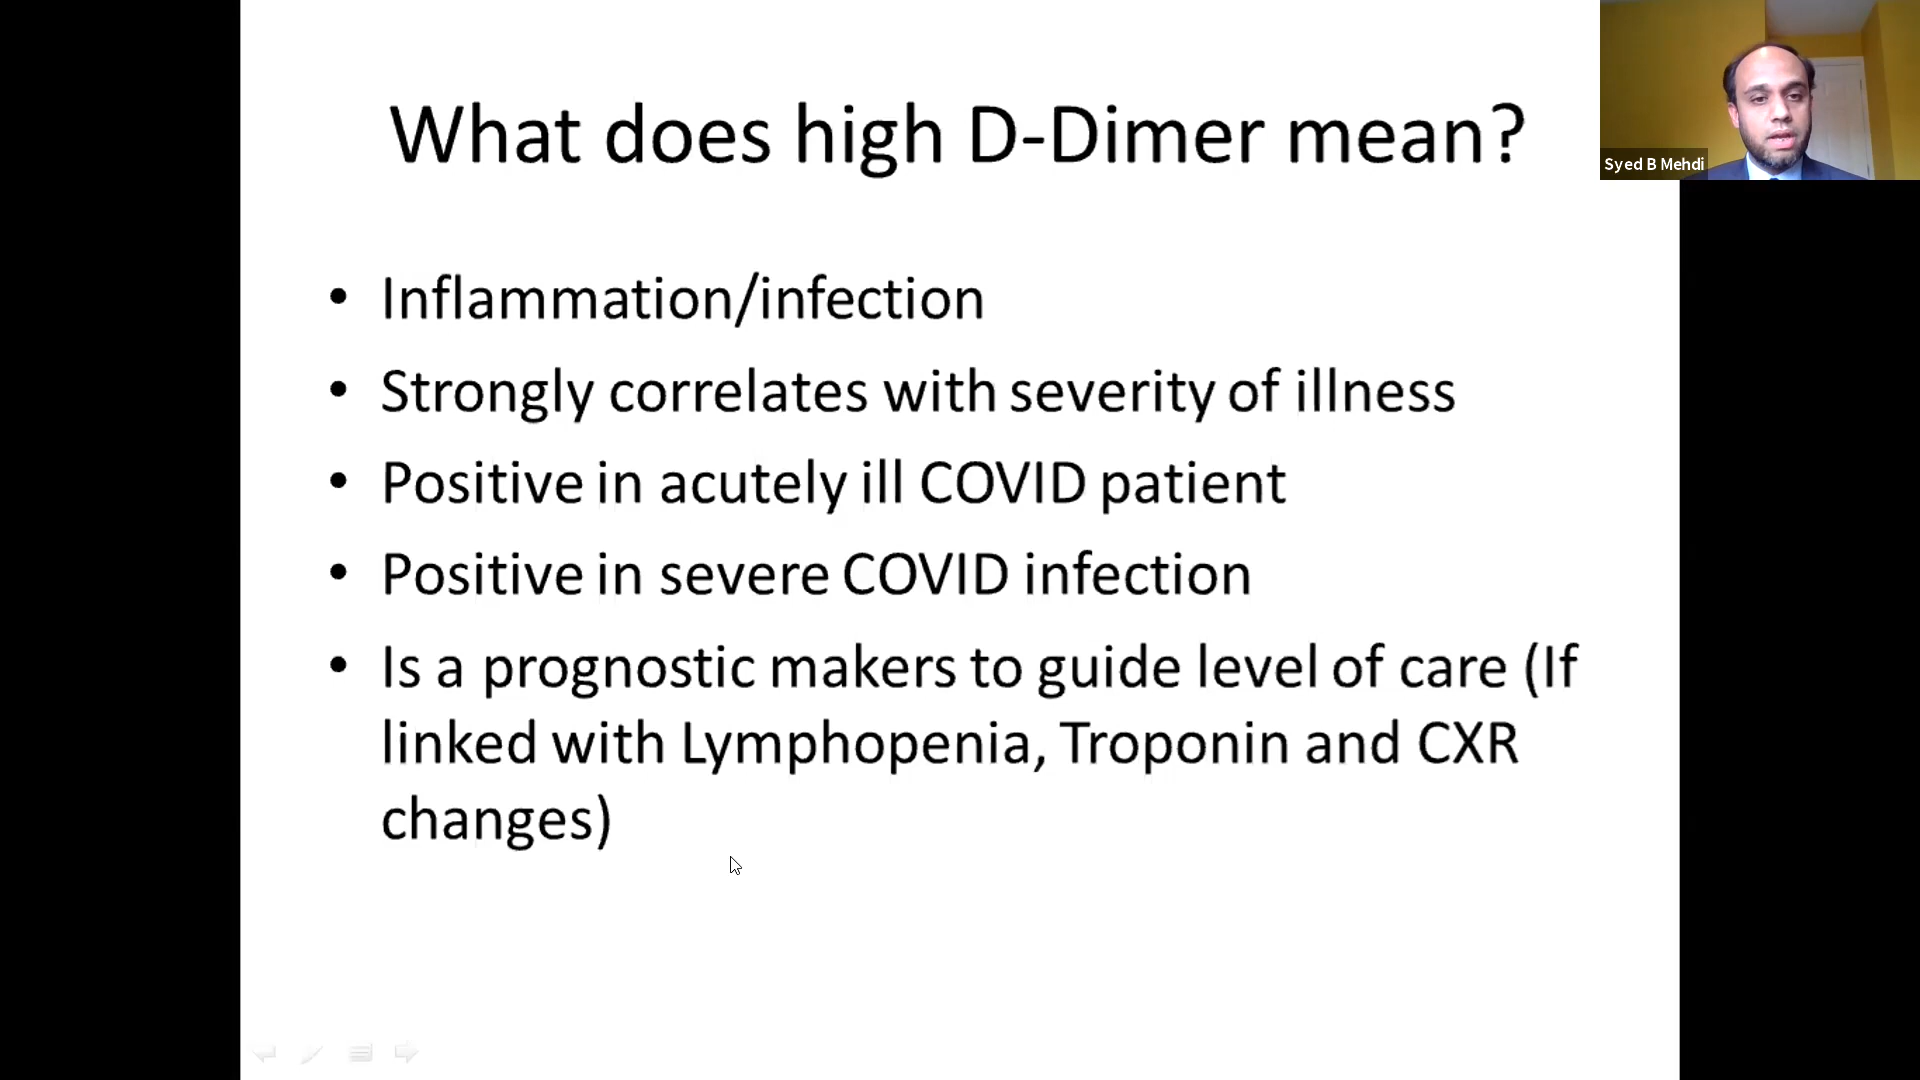 What does high D-Dimer mean?
Syed B Mehdi
• Inflammation/infection
• Strongly correlates with severity of illness
• Positive in acutely ill COVID patient
• Positive in severe COVID infection
• Is a prognostic makers to guide level of care (If
linked with Lymphopenia, Troponin and CXR
changes)